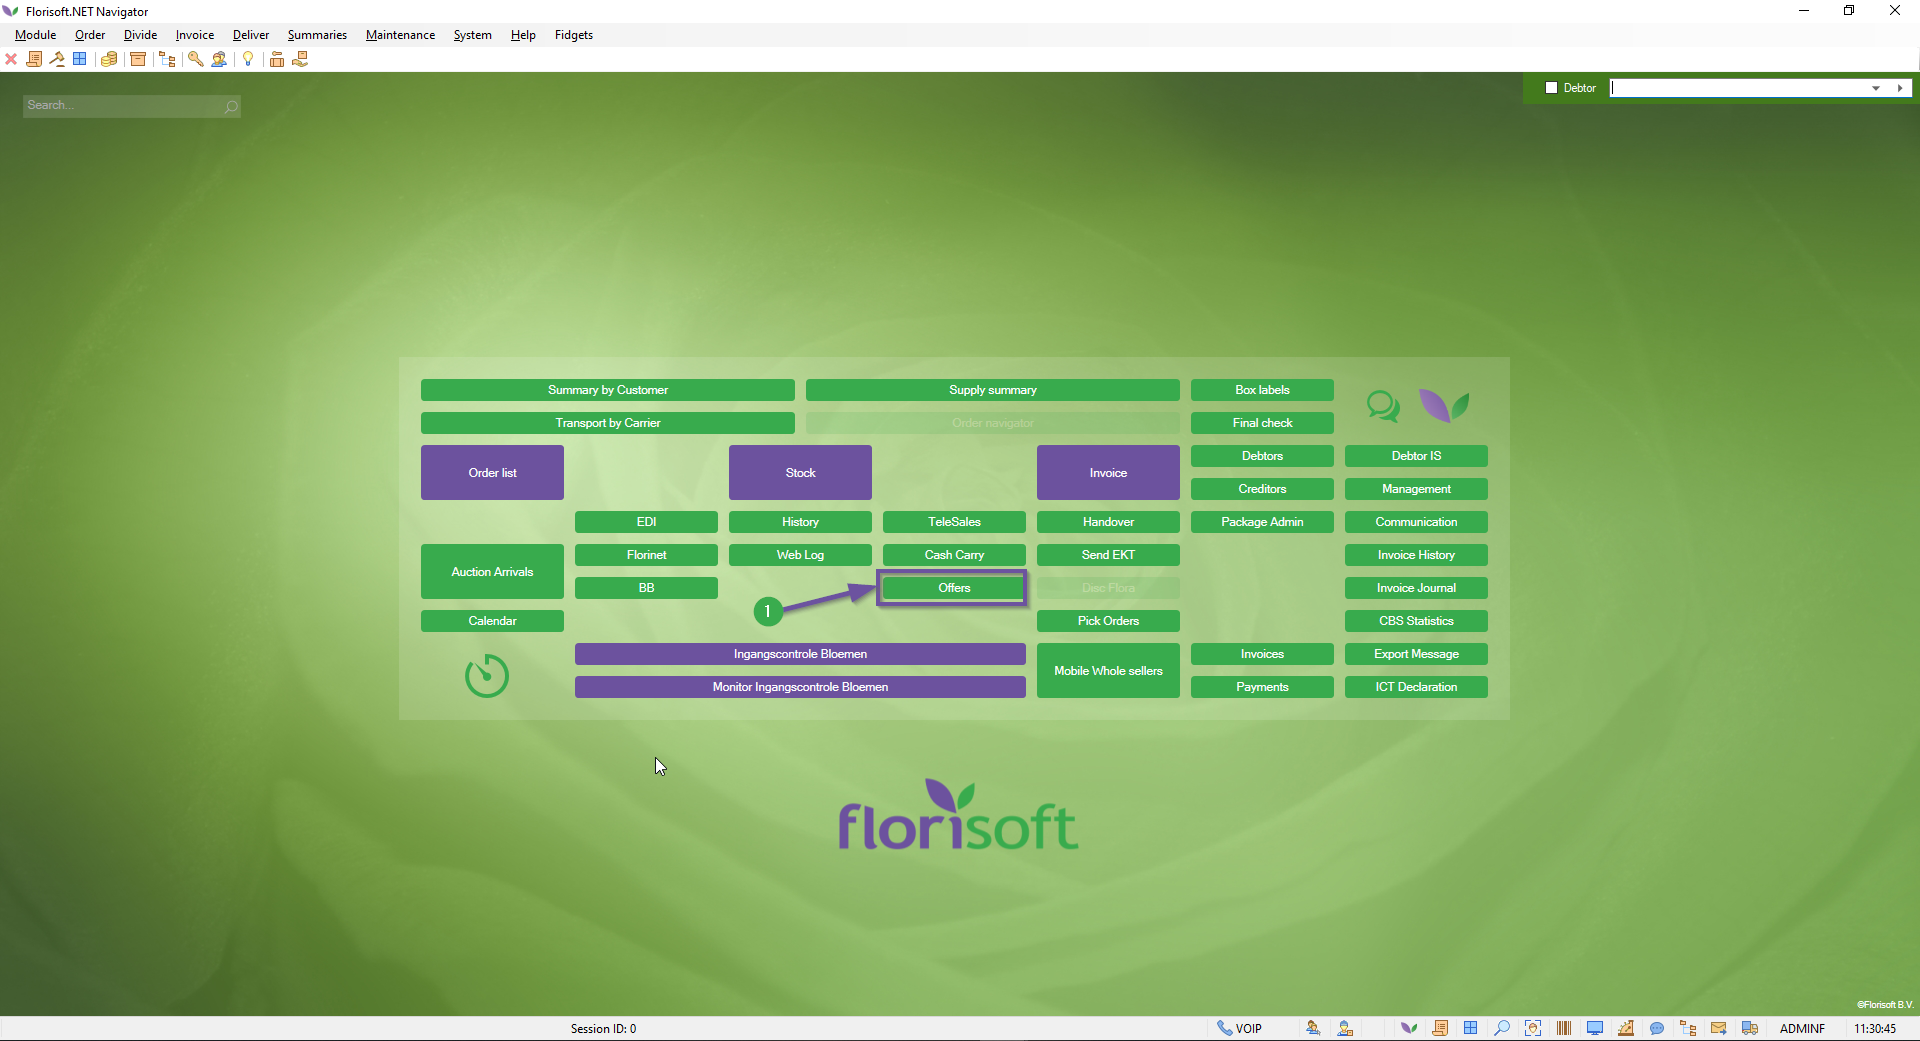 Florisoft.NET Navigator
Module Order Divide Invoice Deliver Summaries Maintenance System Help Fidgets
Search...
Debtor
Summary by Customer Supply summary Box labels
Transport by Carrier Order navigator Final check
Order list Stock Invoice Debtors Debtor IS
Creditors Management
EDI History TeleSales Handover Package Admin Communication
Auction Arrivals Florinet Web Log Cash Carry Send EKT Invoice History
BB Offers Disc Flora Invoice Journal
1
Calendar Pick Orders CBS Statistics
Ingangscontrole Bloemen Mobile Whole sellers Invoices Export Message
Monitor Ingangscontrole Bloemen Payments ICT Declaration
florisoft
©Florisoft B.V.
Session ID: 0 VOIP ADMINF 11:30:45